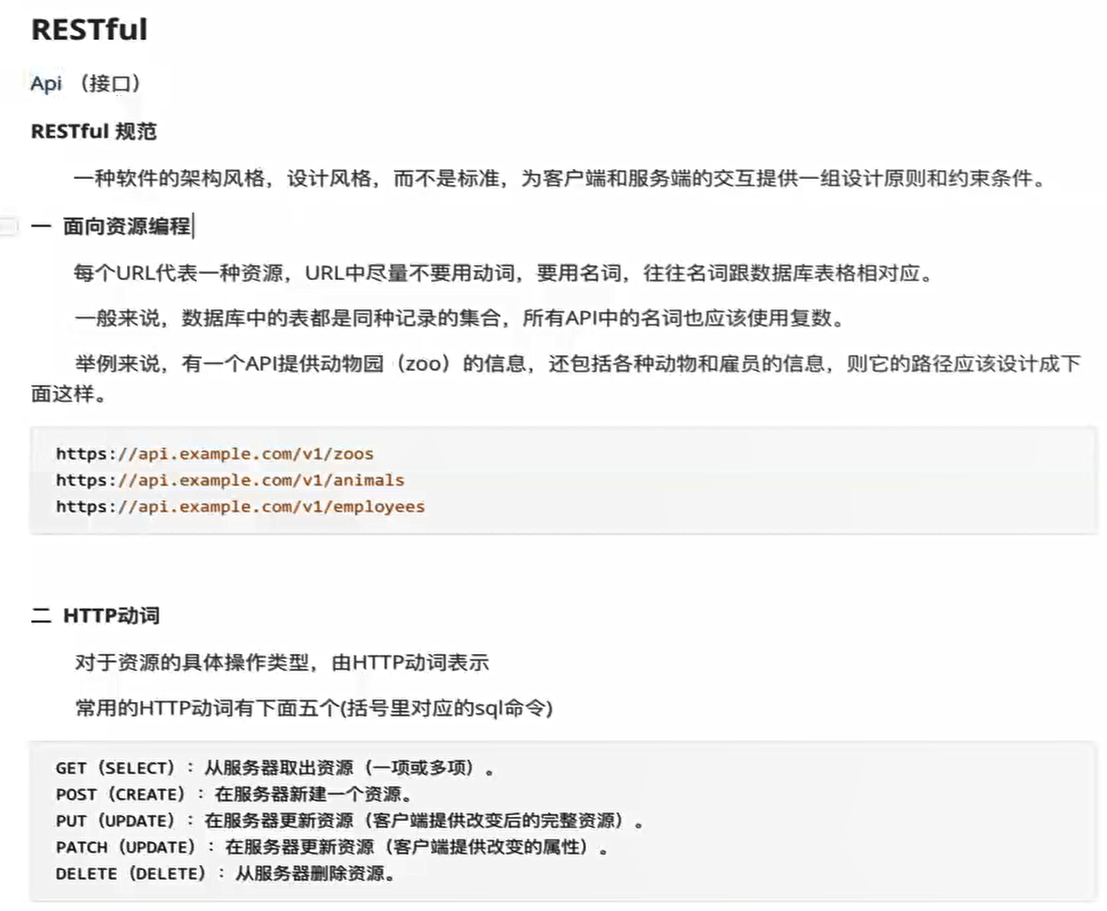 RESTful
Api （接口）
RESTful 规范
一种软件的架构风格，设计风格，而不是标准，为客户端和服务端的交互提供一组设计原则和约束条件。
一 面向资源编程
每个URL代表一种资源，URL中尽量不要用动词，要用名词，往往名词跟数据库表格相对应。
一般来说，数据库中的表都是同种记录的集合，所有API中的名词也应该使用复数。
举例来说，有一个API提供动物园（zoo）的信息，还包括各种动物和雇员的信息，则它的路径应该设计成下
面这样。
https://api.example.com/v1/zoos
https://api.example.com/v1/animals
https://api.example.com/v1/employees
二 HTTP动词
对于资源的具体操作类型，由HTTP动词表示
常用的HTTP动词有下面五个(括号里对应的sql命令)
GET（SELECT）：从服务器取出资源（一项或多项）。
POST（CREATE）：在服务器新建一个资源。
PUT（UPDATE）：在服务器更新资源（客户端提供改变后的完整资源）。
PATCH（UPDATE）：在服务器更新资源（客户端提供改变的属性）。
DELETE（DELETE）：从服务器删除资源。